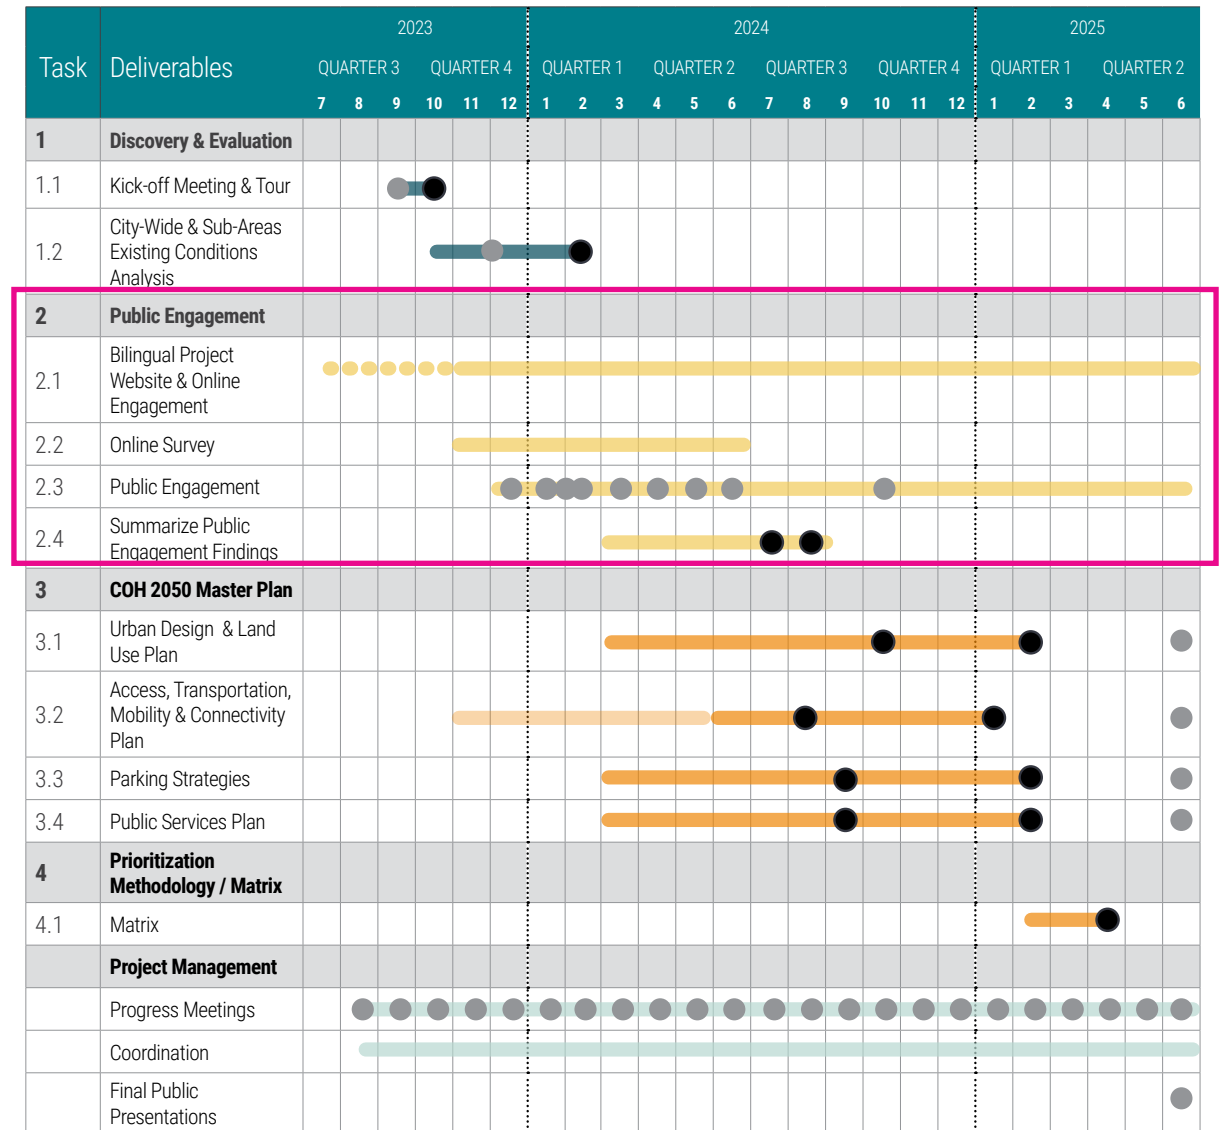 2023 2024 2025
Task Deliverables QUARTER 3 QUARTER 4 QUARTER 1 QUARTER 2 QUARTER 3 QUARTER 4 QUARTER 1 QUARTER 2
7 8 9 10 11 12 1 2 3 4 5 6 7 8 9 10 11 12 1 2 3 4 5 6
1 Discovery & Evaluation
1.1 Kick-off Meeting & Tour
City-Wide & Sub-Areas
1.2 Existing Conditions
Analysis
2 Public Engagement
Bilingual Project
2.1 Website & Online
Engagement
2.2 Online Survey
2.3 Public Engagement
2.4 Summarize Public
Engagement Findings
3 COH 2050 Master Plan
3.1 Urban Design & Land
Use Plan
Access, Transportation,
3.2 Mobility & Connectivity
Plan
3.3 Parking Strategies
3.4 Public Services Plan
4 Prioritization
Methodology / Matrix
4.1 Matrix
Project Management
Progress Meetings
Coordination
Final Public
Presentations